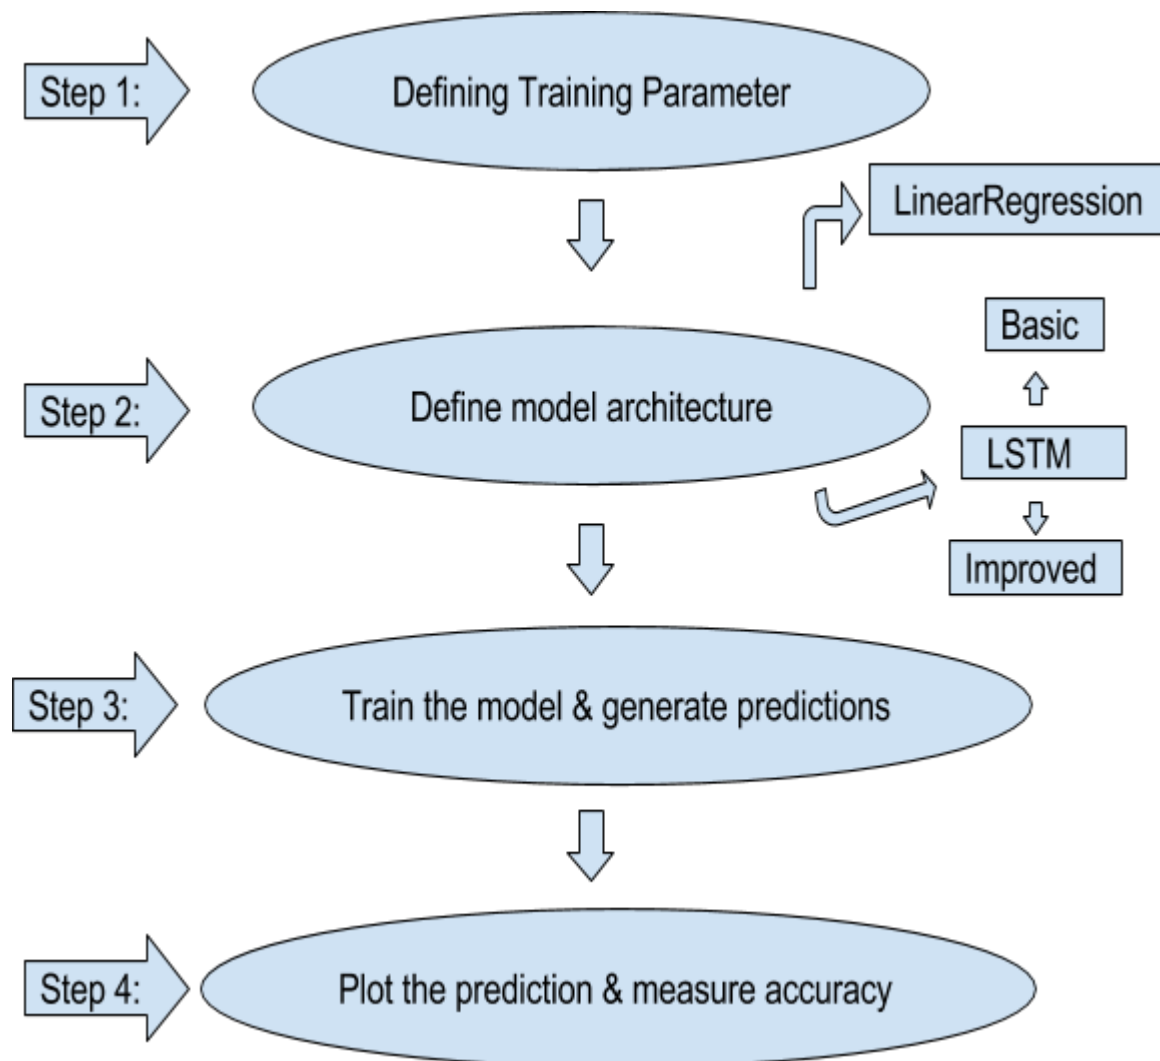 Step 1:
Defining Training Parameter
LinearRegression
Basic
Step 2:
Define model architecture
LSTM
Improved
Step 3:
Train the model & generate predictions
Step 4:
Plot the prediction & measure accuracy